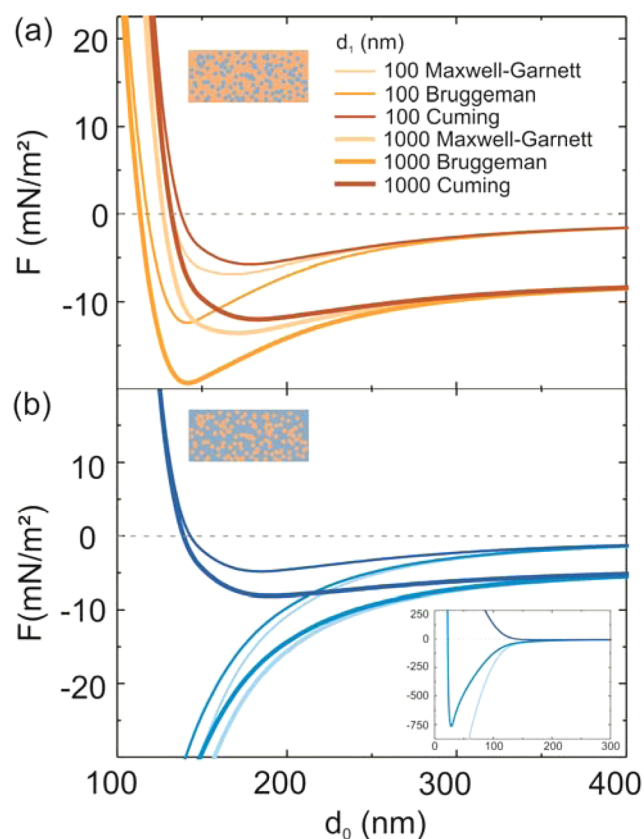 (a)
20
10
0
-10
F (mN/m²)
d₁ (nm)
100 Maxwell-Garnett
100 Bruggeman
100 Cuming
1000 Maxwell-Garnett
1000 Bruggeman
1000 Cuming
(b)
10
0
-10
-20
F(mN/m²)
250
0
-250
-500
-750
0 100 200 300
100 200 300 400
d₀ (nm)